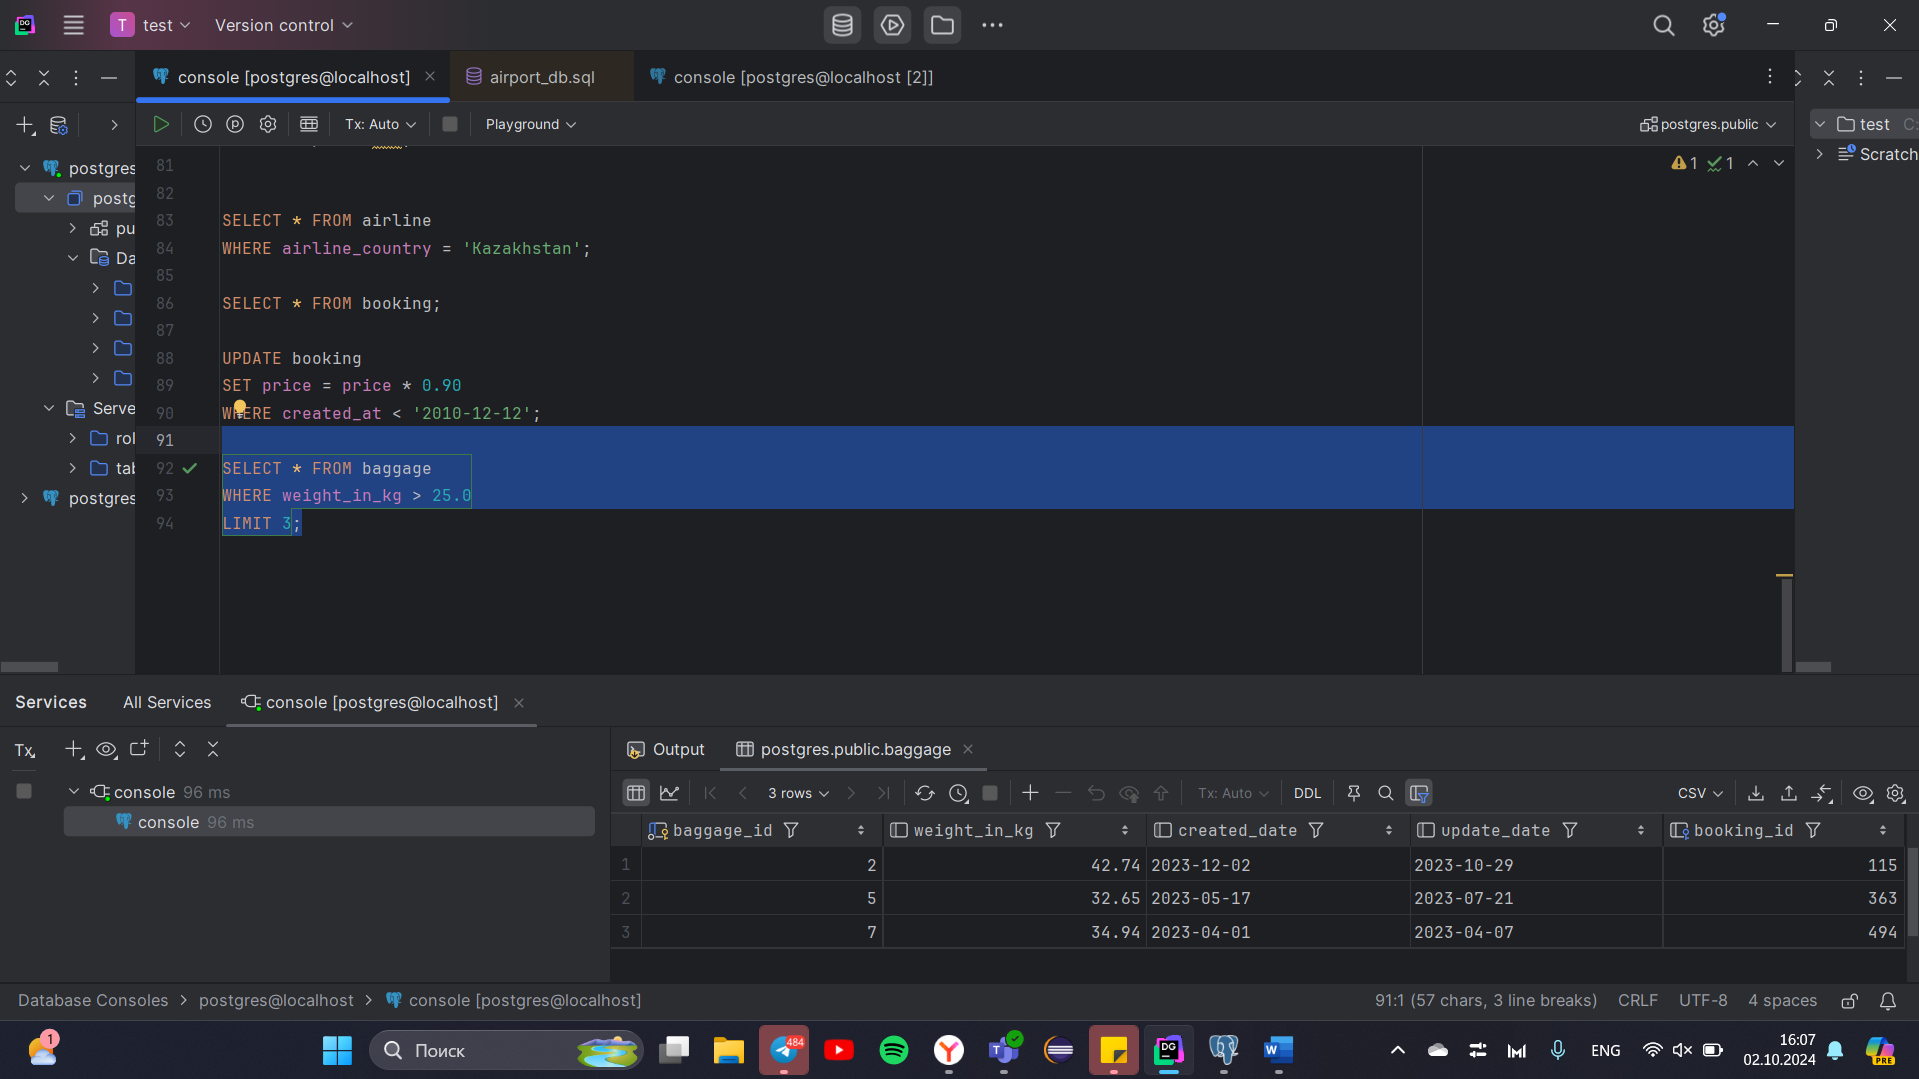 T test Version control
console [postgres@localhost] airport_db.sql console [postgres@localhost [2]]
Tx: Auto Playground postgres.public
postgres
postg
pu
Da
Serve
rol
tab
postgres
81
82
83 SELECT * FROM airline
84 WHERE airline_country = 'Kazakhstan';
85
86 SELECT * FROM booking;
87
88 UPDATE booking
89 SET price = price * 0.90
90 WHERE created_at < '2010-12-12';
91
92 SELECT * FROM baggage
93 WHERE weight_in_kg > 25.0
94 LIMIT 3;
1 1
test C:
Scratch
Services All Services console [postgres@localhost]
Tx
console 96 ms
console 96 ms
Output postgres.public.baggage
3 rows Tx: Auto DDL CSV
baggage_id weight_in_kg created_date update_date booking_id
1 2 42.74 2023-12-02 2023-10-29 115
2 5 32.65 2023-05-17 2023-07-21 363
3 7 34.94 2023-04-01 2023-04-07 494
Database Consoles > postgres@localhost > console [postgres@localhost] 91:1 (57 chars, 3 line breaks) CRLF UTF-8 4 spaces
1 Поиск 484 ENG 16:07
02.10.2024
PRE